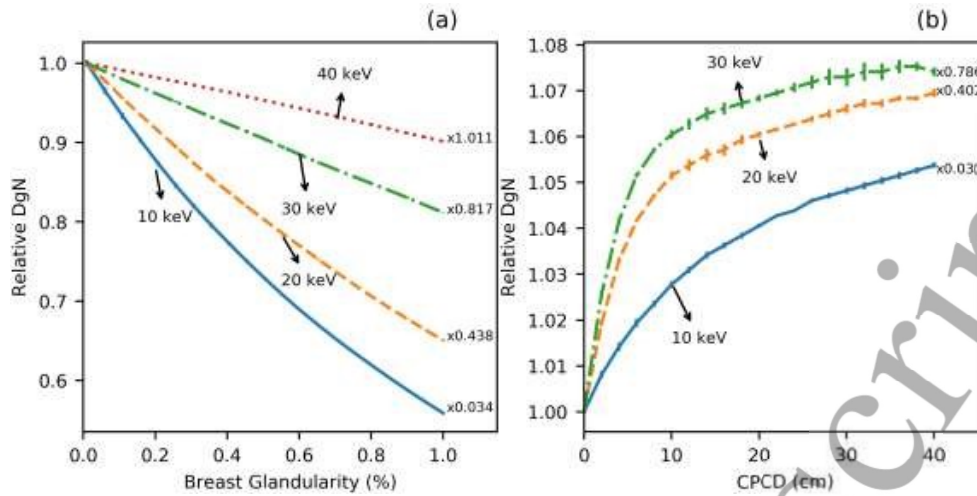 (a)
(b)
1.0
0.9
0.8
0.7
0.6
Relative DgN
40 keV
x1.011
30 keV
x0.817
10 keV
20 keV
x0.438
x0.034
0.0
0.2
0.4
0.6
0.8
1.0
Breast Glandularity (%)
1.08
1.07
1.06
1.05
1.04
1.03
1.02
1.01
1.00
Relative DgN
30 keV
x0.786
x0.402
20 keV
x0.030
10 keV
0
10
20
30
40
CPCD (cm)